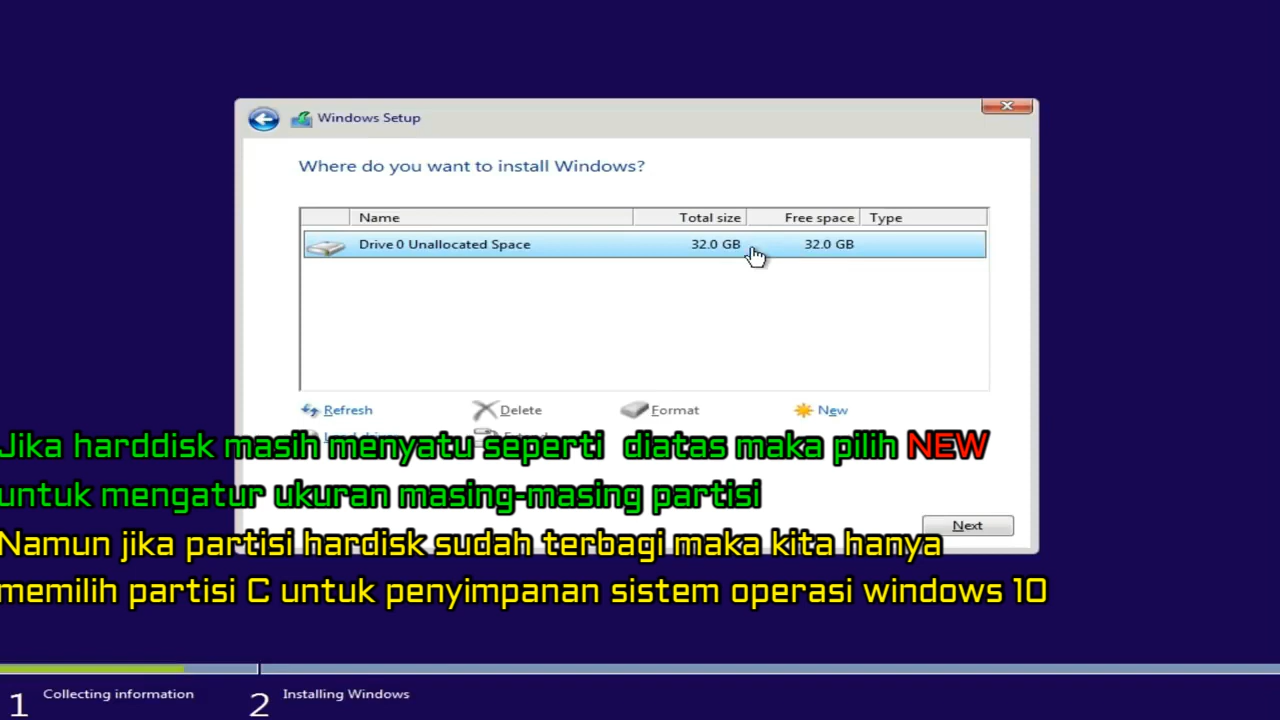 Windows Setup
Where do you want to install Windows?
Name Total size Free space Type
Drive 0 Unallocated Space 32.0 GB 32.0 GB
Refresh Delete Format New
Jika harddisk masih menyatu seperti diatas maka pilih NEW
untuk mengatur ukuran masing-masing partisi
Next
Namun jika partisi hardisk sudah terbagi maka kita hanya
memilih partisi C untuk penyimpanan sistem operasi windows 10
1 Collecting information 2 Installing Windows